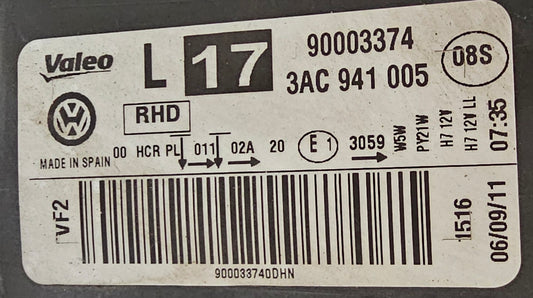 Valeo L 17 90003374
3AC 941 005
08S
RHD
MADE IN SPAIN
00 HCR PL 011 02A 20 E 1 3059
W5W
PY21W
H7 12V
H7 12V LL
07:35
VF2
1516
06/09/11
900033740DHN